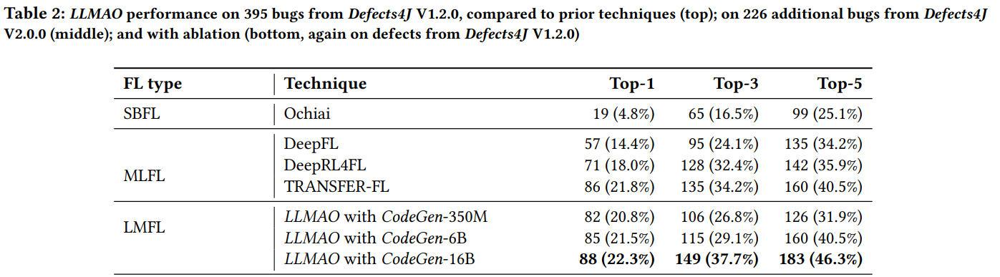 Table 2: LLMAO performance on 395 bugs from Defects4J V1.2.0, compared to prior techniques (top); on 226 additional bugs from Defects4J
V2.0.0 (middle); and with ablation (bottom, again on defects from Defects4J V1.2.0)
FL type Technique Top-1 Top-3 Top-5
SBFL Ochiai 19 (4.8%) 65 (16.5%) 99 (25.1%)
DeepFL 57 (14.4%) 95 (24.1%) 135 (34.2%)
MLFL DeepRL4FL 71 (18.0%) 128 (32.4%) 142 (35.9%)
TRANSFER-FL 86 (21.8%) 135 (34.2%) 160 (40.5%)
LMFL LLMAO with CodeGen-350M 82 (20.8%) 106 (26.8%) 126 (31.9%)
LLMAO with CodeGen-6B 85 (21.5%) 115 (29.1%) 160 (40.5%)
LLMAO with CodeGen-16B 88 (22.3%) 149 (37.7%) 183 (46.3%)